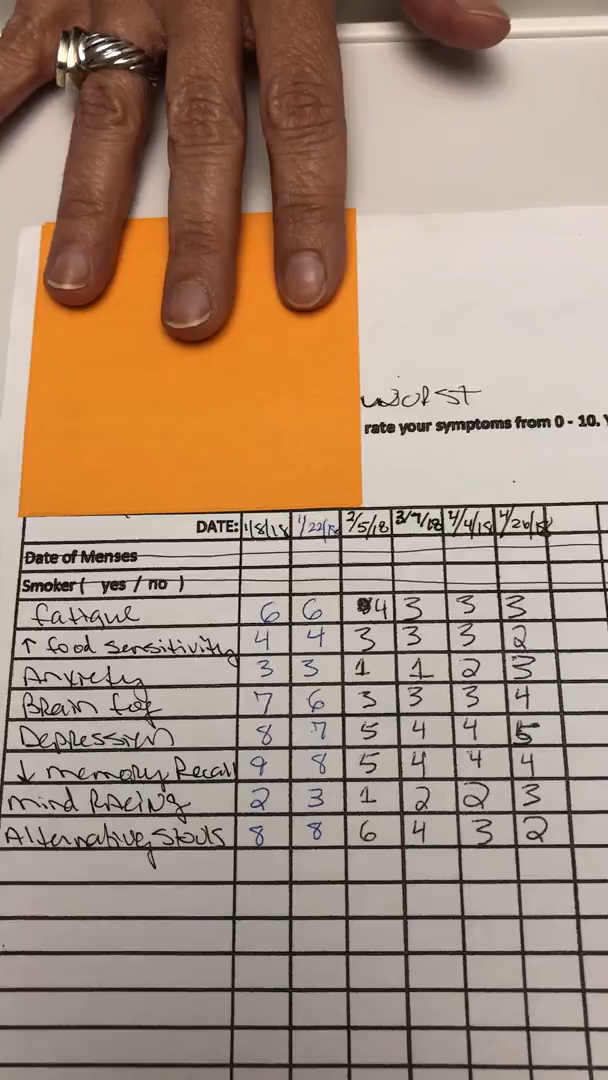 WORST
rate your symptoms from 0 - 10.
DATE: 1/8/18 1/22/18 2/5/18 3/7/18 4/4/18 4/26/18
Date of Menses
Smoker ( yes / no )
fatigue 6 6 4 3 3 3
↑ food sensitivity 4 4 3 3 3 2
Anxiety 3 3 1 1 2 3
Brain fog 7 6 3 3 3 4
Depression 8 7 5 4 4 5
↓ memory Recall 9 8 5 4 4 4
mind RACING 2 3 1 2 2 3
Alternating Stools 8 8 6 4 3 2